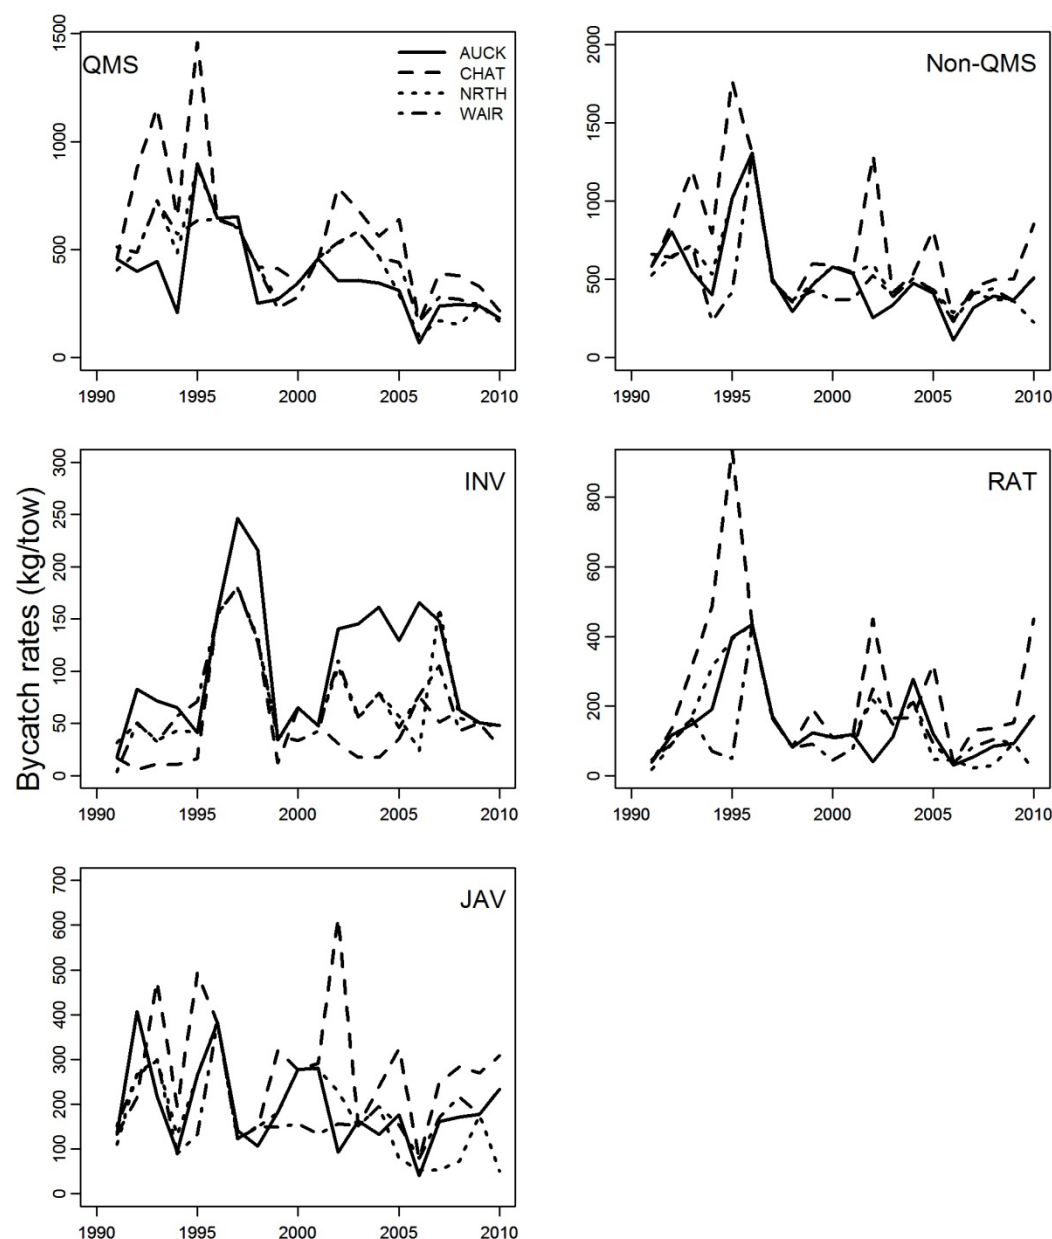 QMS
AUCK
CHAT
NRTH
WAIR
0 500 1000 1500
1990 1995 2000 2005 2010
Non-QMS
0 500 1000 1500 2000
1990 1995 2000 2005 2010
Bycatch rates (kg/tow)
INV
0 50 100 150 200 250 300
1990 1995 2000 2005 2010
RAT
0 200 400 600 800
1990 1995 2000 2005 2010
JAV
0 100 200 300 400 500 600 700
1990 1995 2000 2005 2010